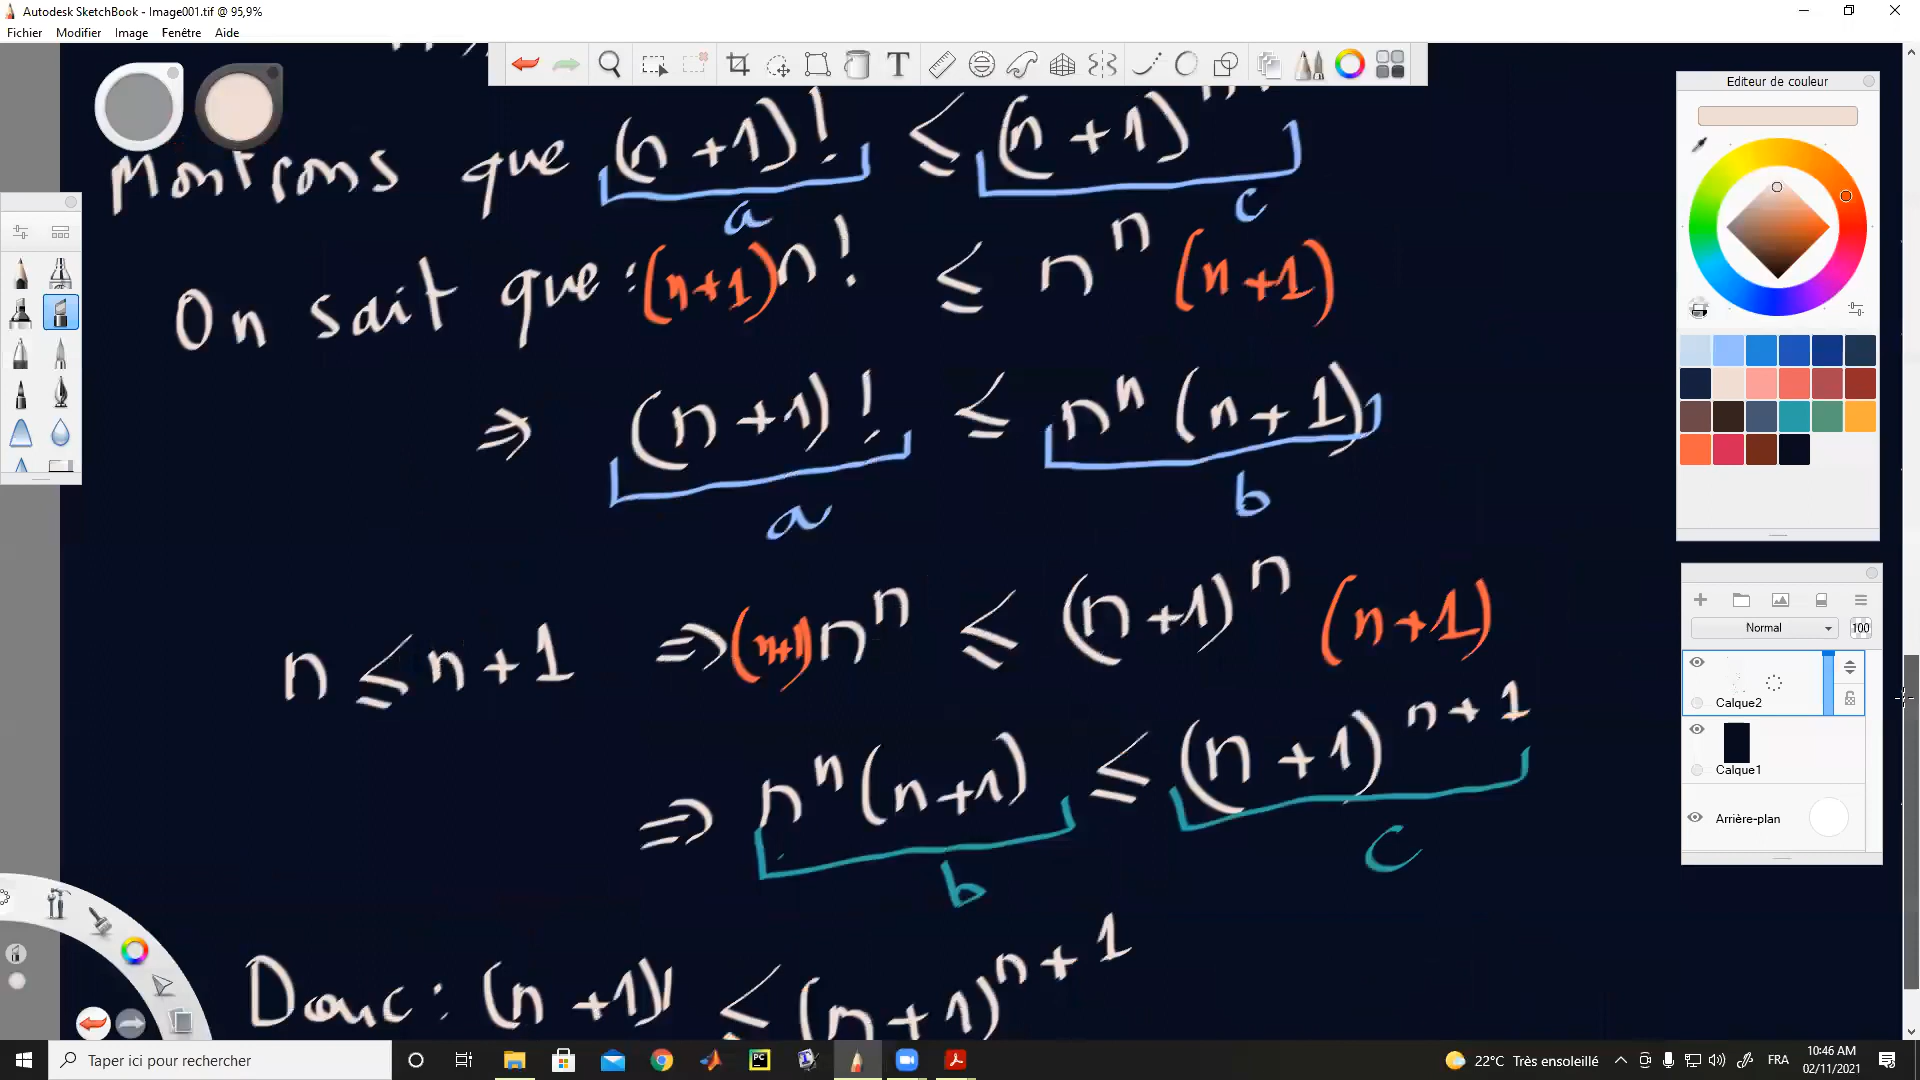 Autodesk SketchBook - Image001.tif @ 95,9%
Fichier Modifier Image Fenêtre Aide
Editeur de couleur
Montrons que (n+1)! ≤ (n+1)
a c
On sait que : (n+1) n! ≤ n^n (n+1)
⇒ (n+1)! ≤ n^n (n+1)
a b
n ≤ n+1 ⇒ (n+1) n^n ≤ (n+1)^n (n+1)
⇒ n^n (n+1) ≤ (n+1)^{n+1}
b c
Donc : (n+1)! ≤ (n+1)^{n+1}
Normal 100
Calque2
Calque1
Arrière-plan
Taper ici pour rechercher
PC
22°C Très ensoleillé
FRA
10:46 AM
02/11/2021